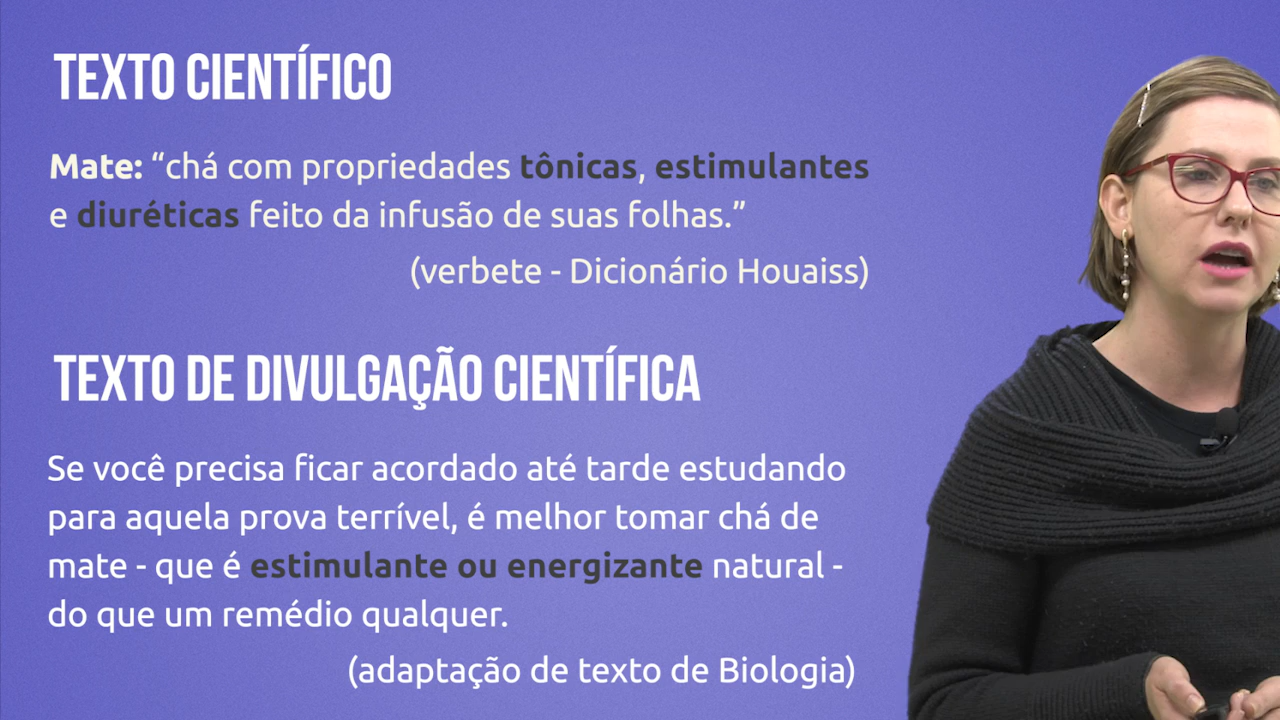 TEXTO CIENTÍFICO
Mate: “chá com propriedades tônicas, estimulantes
e diuréticas feito da infusão de suas folhas.”
(verbete - Dicionário Houaiss)
TEXTO DE DIVULGAÇÃO CIENTÍFICA
Se você precisa ficar acordado até tarde estudando
para aquela prova terrível, é melhor tomar chá de
mate - que é estimulante ou energizante natural -
do que um remédio qualquer.
(adaptação de texto de Biologia)